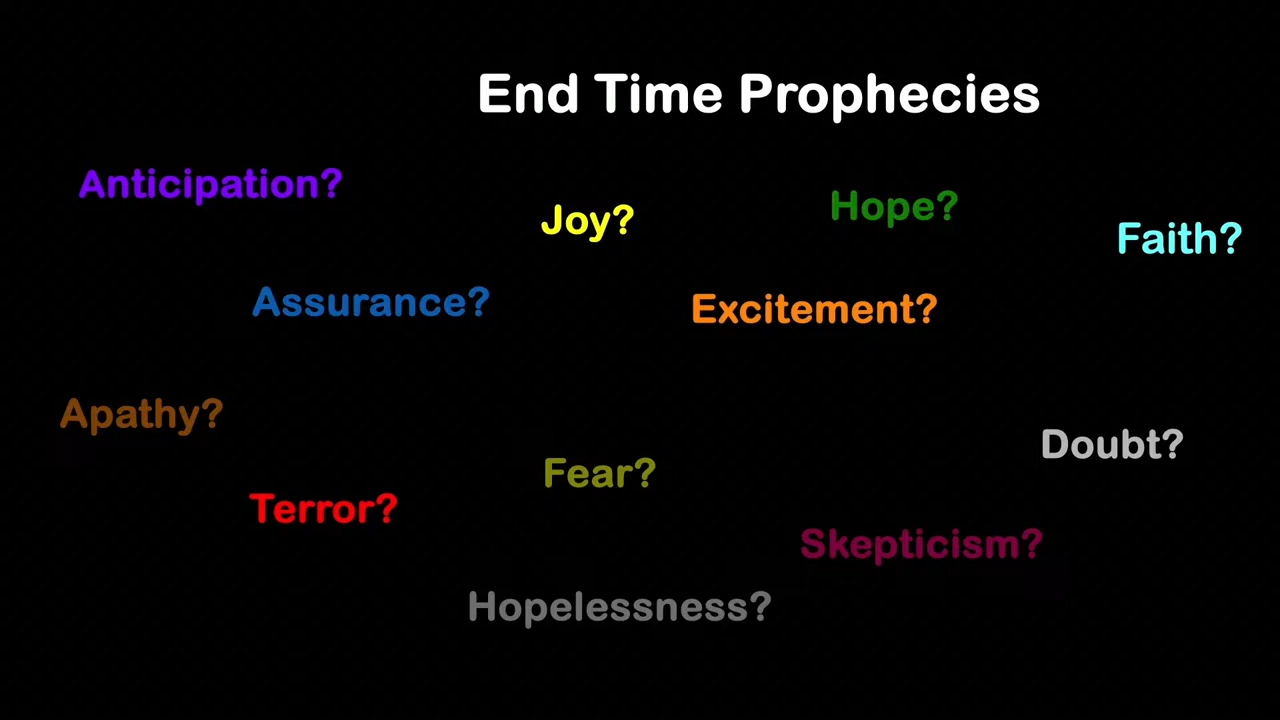 End Time Prophecies
Anticipation?
Joy?
Hope?
Faith?
Assurance?
Excitement?
Apathy?
Doubt?
Fear?
Terror?
Skepticism?
Hopelessness?